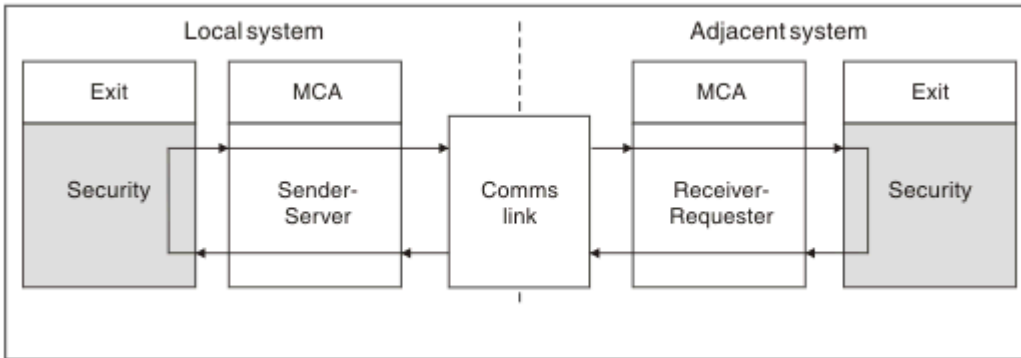 Local system
Adjacent system
Exit
MCA
MCA
Exit
Security
Sender-
Server
Comms
link
Receiver-
Requester
Security